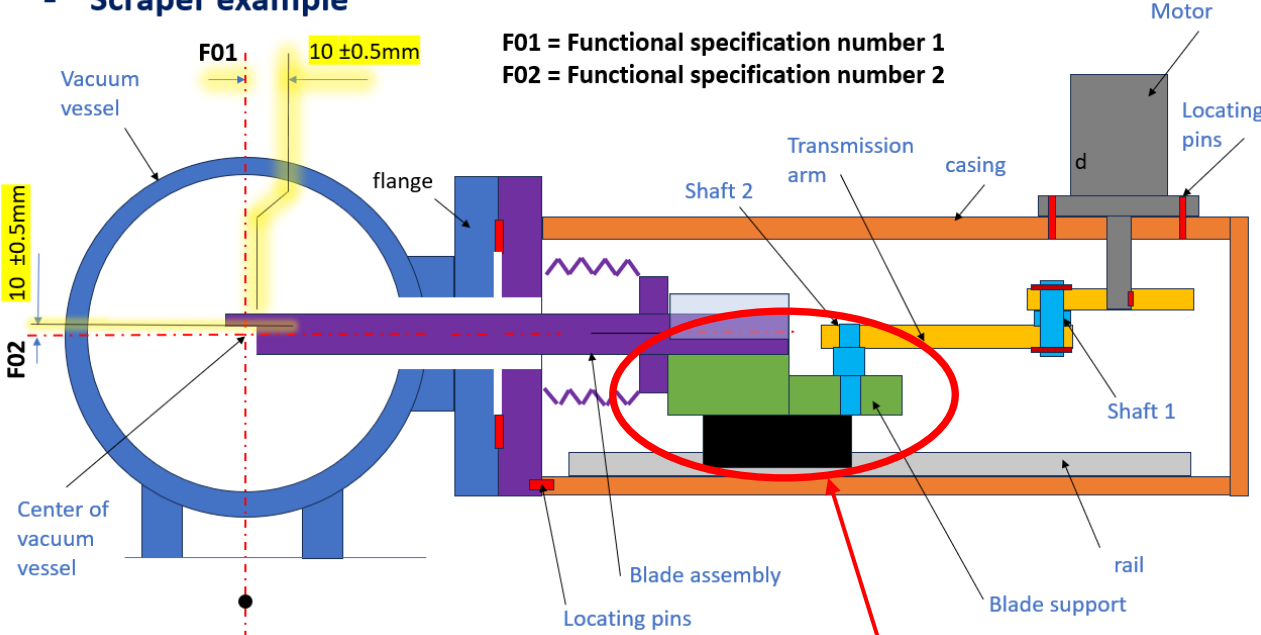 - Scraper example
F01
10 ±0.5mm
F01 = Functional specification number 1
F02 = Functional specification number 2
Motor
Vacuum
vessel
Locating
pins
Transmission
arm
casing
d
flange
Shaft 2
10 ±0.5mm
F02
Shaft 1
Center of
vacuum
vessel
rail
Blade assembly
Blade support
Locating pins